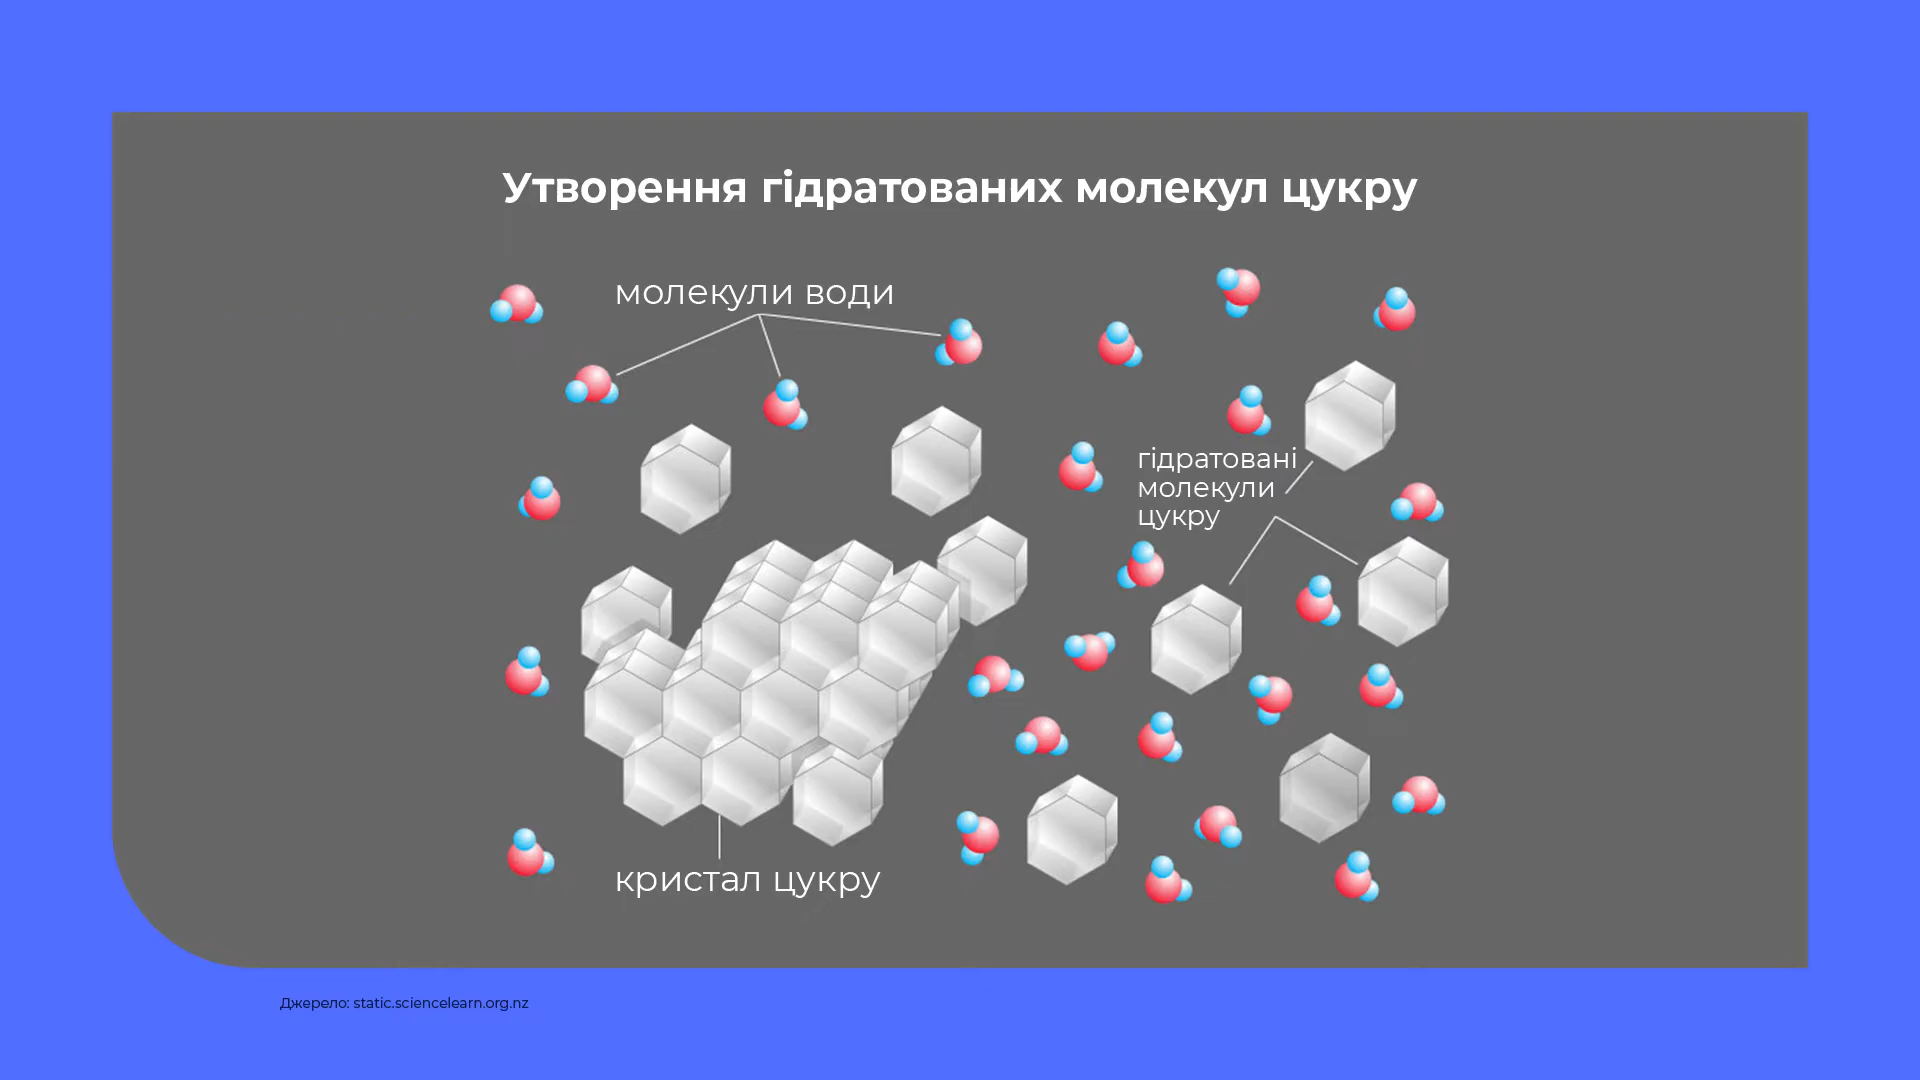 Утворення гідратованих молекул цукру
молекули води
гідратовані
молекули
цукру
кристал цукру
Джерело: static.sciencelearn.org.nz